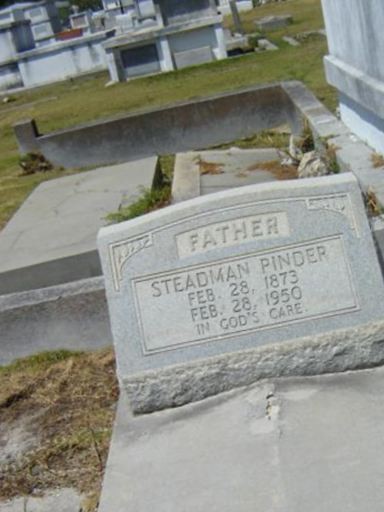 FATHER
STEADMAN PINDER
FEB. 28, 1873
FEB. 28, 1950
IN GOD'S CARE.